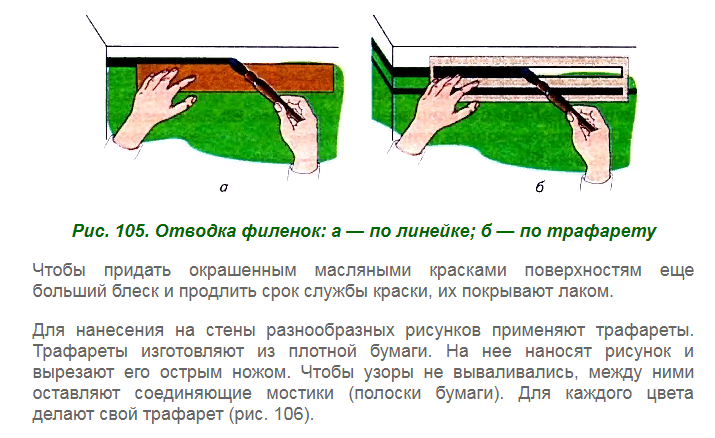 а
б
Рис. 105. Отводка филенок: а — по линейке; б — по трафарету
Чтобы придать окрашенным масляными красками поверхностям еще
больший блеск и продлить срок службы краски, их покрывают лаком.
Для нанесения на стены разнообразных рисунков применяют трафареты.
Трафареты изготовляют из плотной бумаги. На нее наносят рисунок и
вырезают его острым ножом. Чтобы узоры не вываливались, между ними
оставляют соединяющие мостики (полоски бумаги). Для каждого цвета
делают свой трафарет (рис. 106).